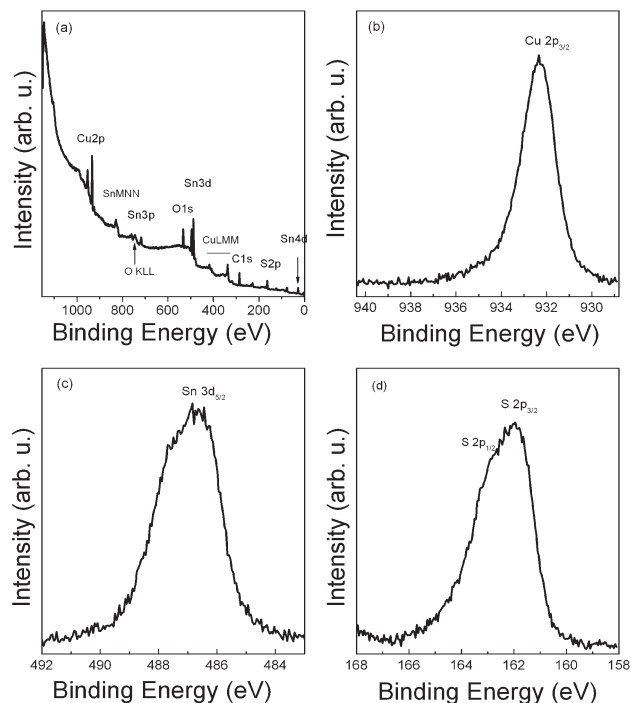 (a)
Cu2p
SnMNN
Sn3p
O KLL
O1s
Sn3d
CuLMM
C1s
S2p
Sn4d
Intensity (arb. u.)
1000 800 600 400 200 0
Binding Energy (eV)
(b)
Cu 2p3/2
Intensity (arb. u.)
940 938 936 934 932 930
Binding Energy (eV)
(c)
Sn 3d5/2
Intensity (arb. u.)
492 490 488 486 484
Binding Energy (eV)
(d)
S 2p3/2
S 2p1/2
Intensity (arb. u.)
168 166 164 162 160 158
Binding Energy (eV)